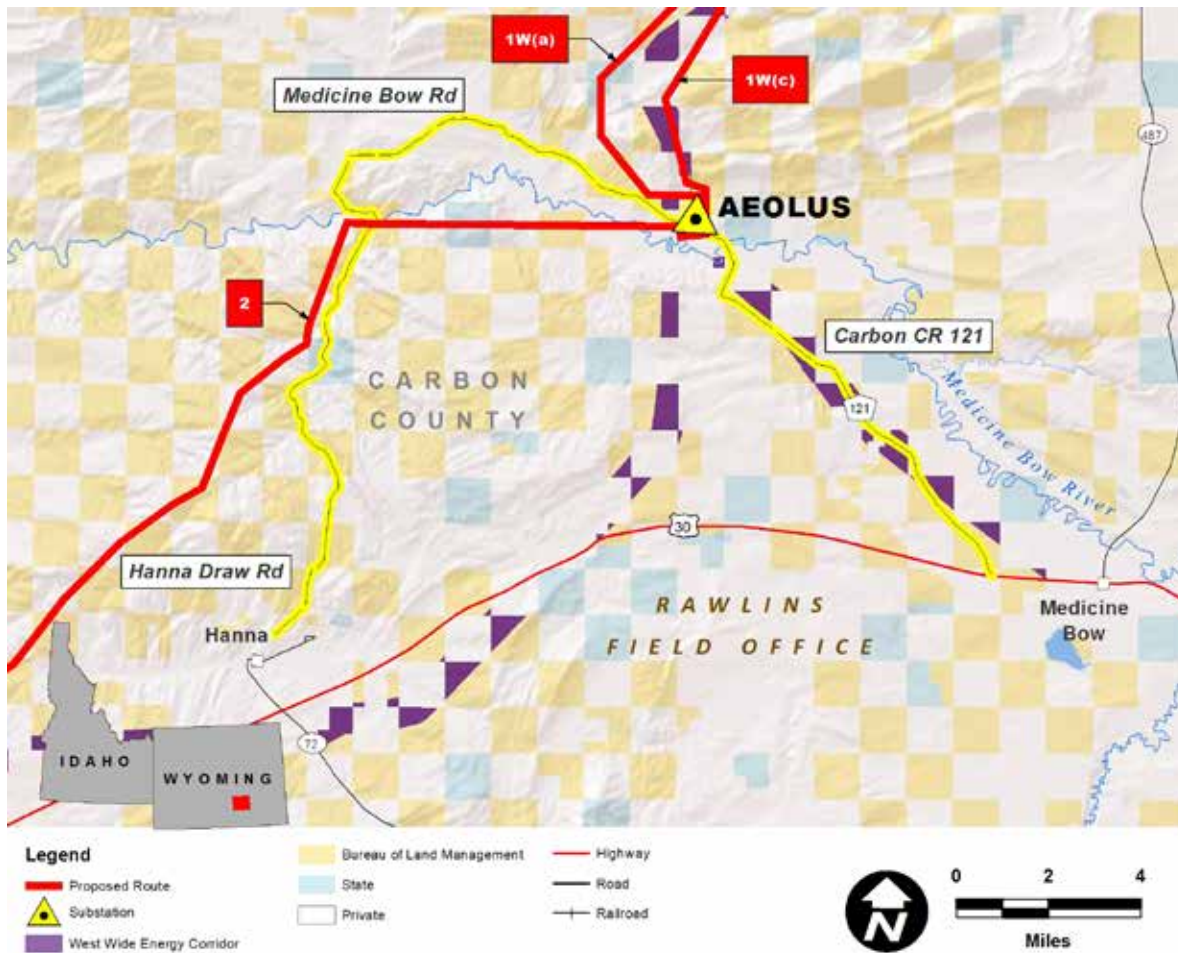 1W(a)
1W(c)
Medicine Bow Rd
487
AEOLUS
2
Carbon CR 121
CARBON
COUNTY
121
Medicine Bow River
30
Hanna Draw Rd
RAWLINS
FIELD OFFICE
Hanna
Medicine
Bow
72
IDAHO
WYOMING
Legend
Proposed Route
Substation
West Wide Energy Corridor
Bureau of Land Management
State
Private
Highway
Road
Railroad
N
0 2 4
Miles